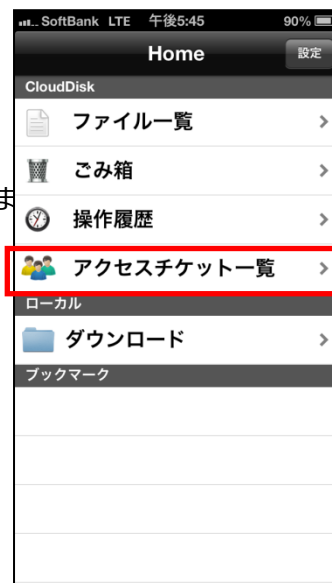 SoftBank LTE 午後5:45 90%
Home
設定
CloudDisk
ファイル一覧
ごみ箱
ま
操作履歴
アクセスチケット一覧
ローカル
ダウンロード
ブックマーク